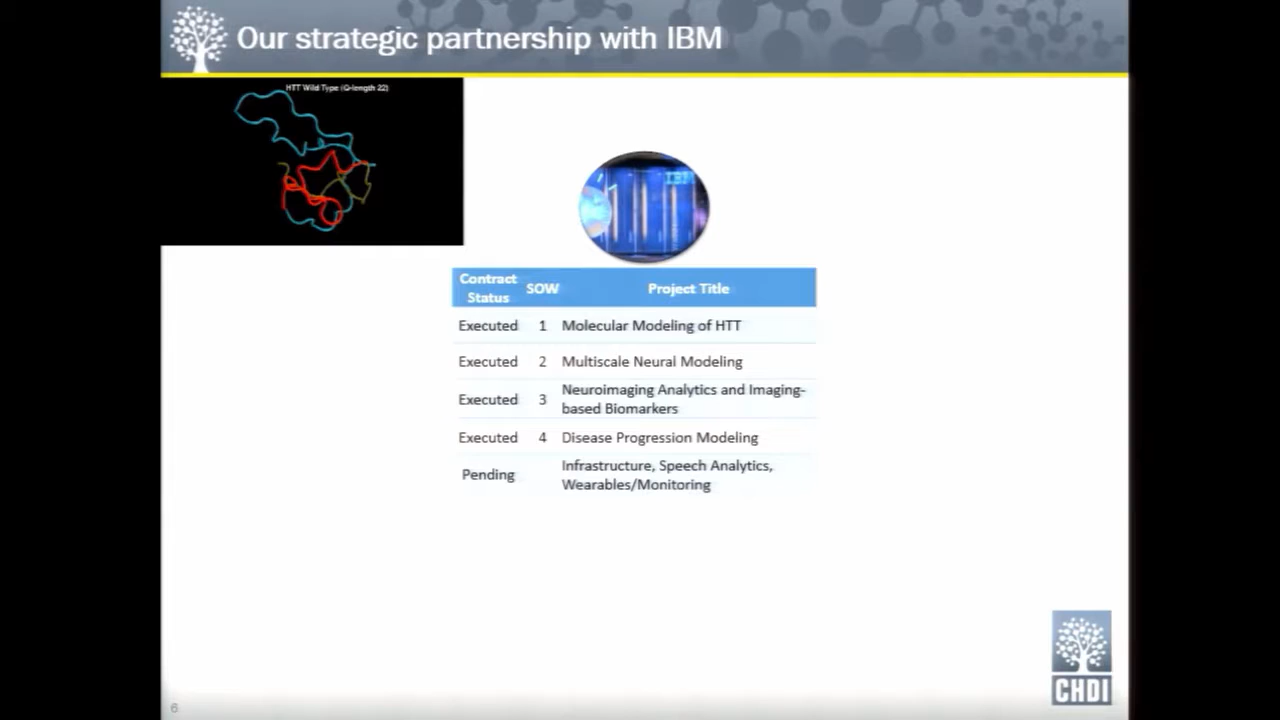 Our strategic partnership with IBM
HTT Wild Type (Q-length 22)
IBM
Contract
Status
SOW
Project Title
Executed 1 Molecular Modeling of HTT
Executed 2 Multiscale Neural Modeling
Executed 3 Neuroimaging Analytics and Imaging-
based Biomarkers
Executed 4 Disease Progression Modeling
Pending Infrastructure, Speech Analytics,
Wearables/Monitoring
CHDI
6